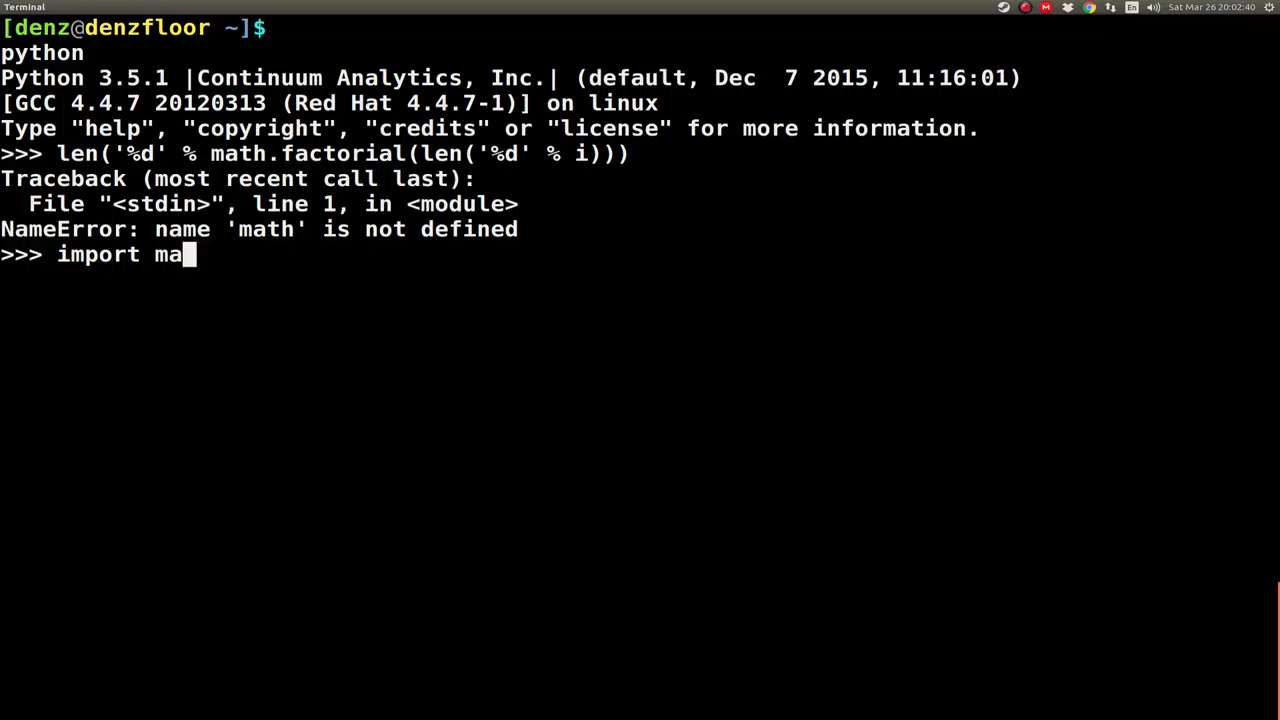 Terminal
En
Sat Mar 26 20:02:40
[denz@denzfloor ~]$
python
Python 3.5.1 |Continuum Analytics, Inc.| (default, Dec  7 2015, 11:16:01)
[GCC 4.4.7 20120313 (Red Hat 4.4.7-1)] on linux
Type "help", "copyright", "credits" or "license" for more information.
>>> len('%d' % math.factorial(len('%d' % i)))
Traceback (most recent call last):
  File "<stdin>", line 1, in <module>
NameError: name 'math' is not defined
>>> import ma